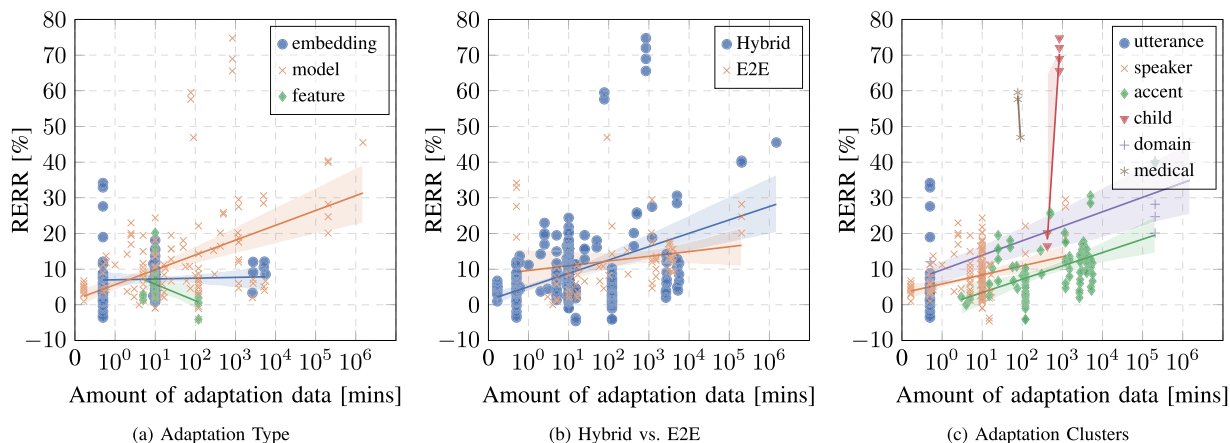 80
70
60
50
40
30
20
10
0
−10
RERR [%]
embedding
model
feature
0
10^0
10^1
10^2
10^3
10^4
10^5
10^6
Amount of adaptation data [mins]
(a) Adaptation Type
80
70
60
50
40
30
20
10
0
−10
RERR [%]
Hybrid
E2E
0
10^0
10^1
10^2
10^3
10^4
10^5
10^6
Amount of adaptation data [mins]
(b) Hybrid vs. E2E
80
70
60
50
40
30
20
10
0
−10
RERR [%]
utterance
speaker
accent
child
domain
medical
0
10^0
10^1
10^2
10^3
10^4
10^5
10^6
Amount of adaptation data [mins]
(c) Adaptation Clusters